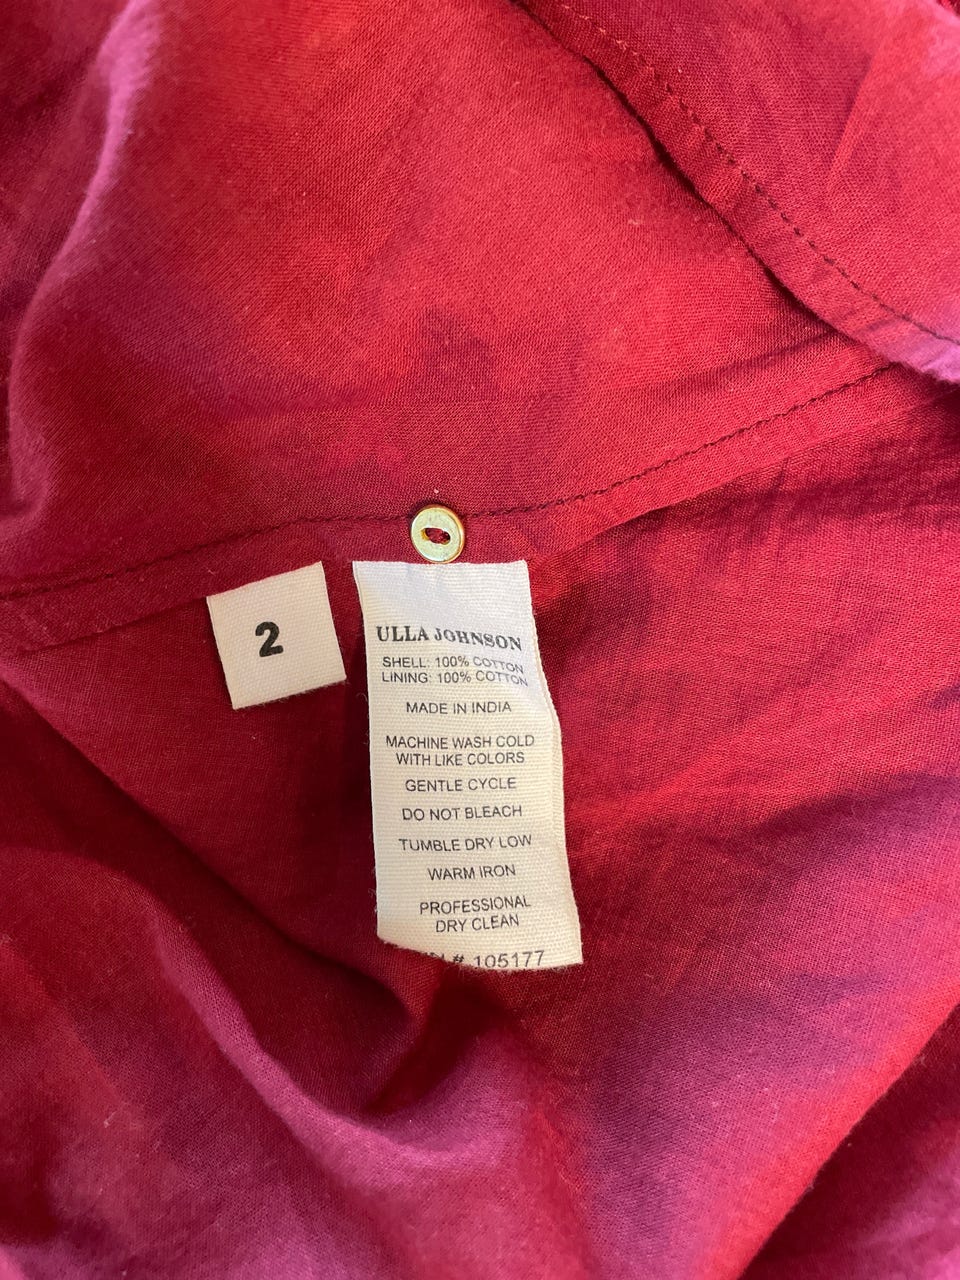 2
ULLA JOHNSON
SHELL: 100% COTTON
LINING: 100% COTTON
MADE IN INDIA
MACHINE WASH COLD
WITH LIKE COLORS
GENTLE CYCLE
DO NOT BLEACH
TUMBLE DRY LOW
WARM IRON
PROFESSIONAL
DRY CLEAN
# 105177